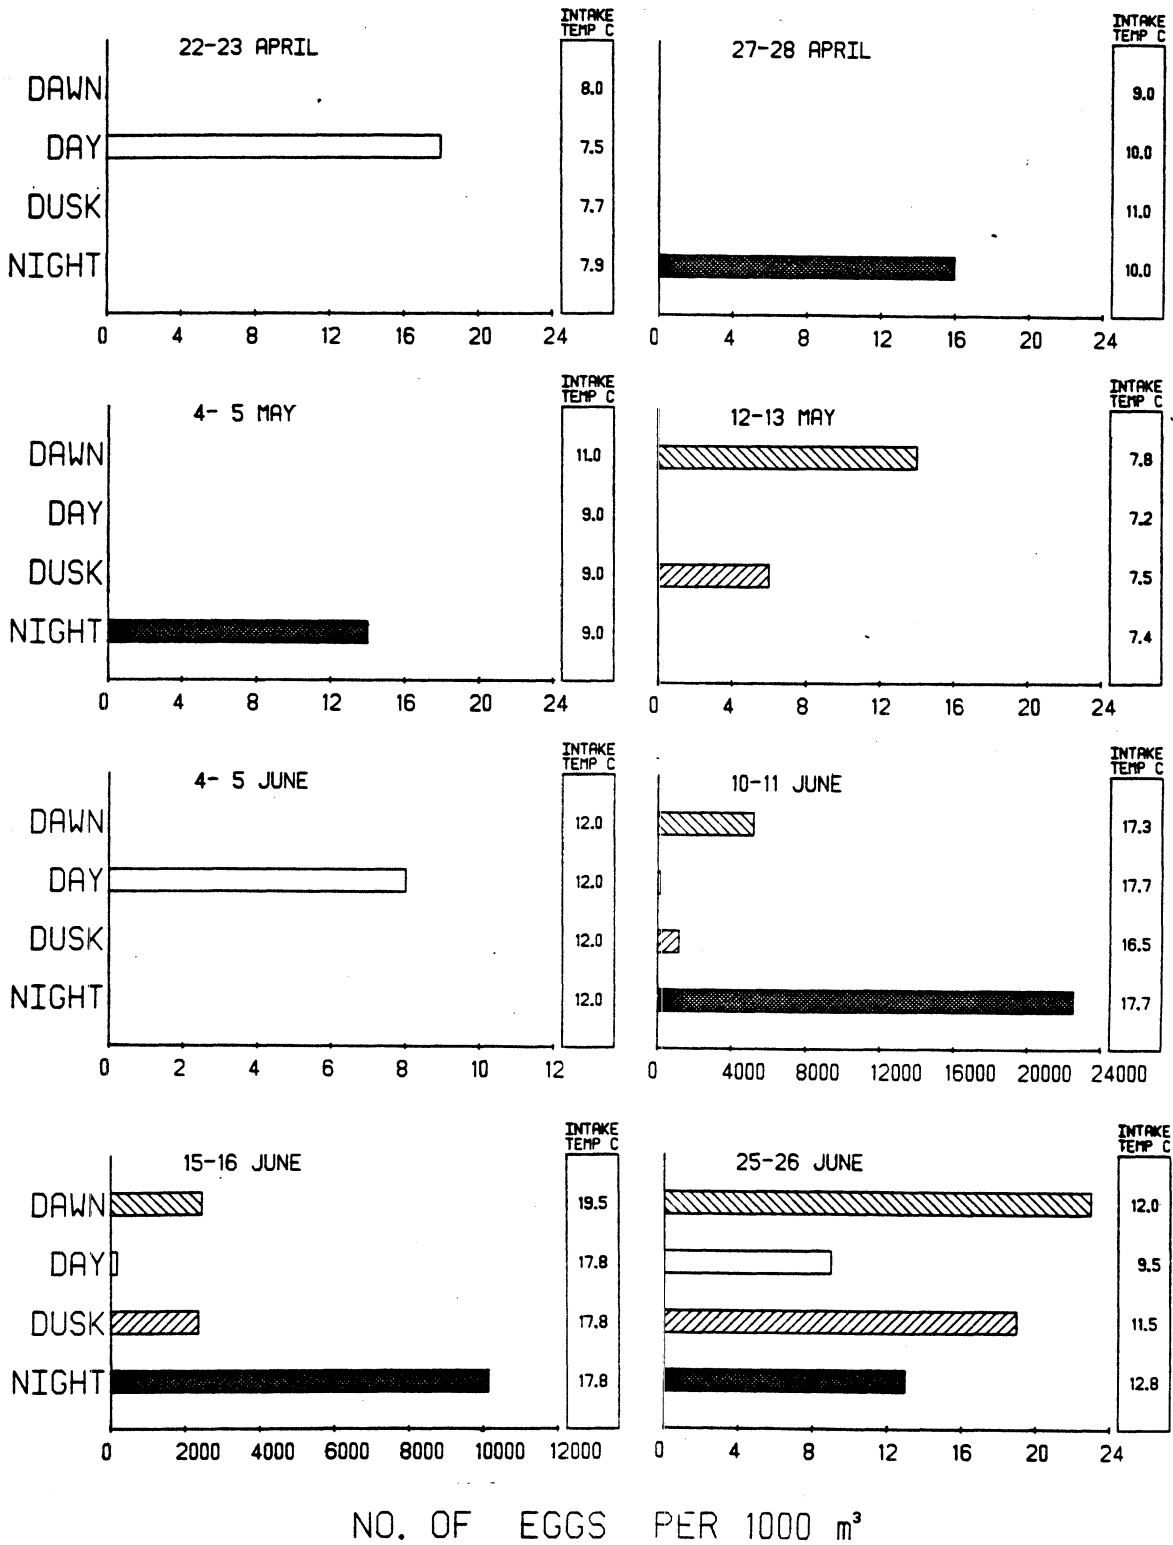 INTAKE
TEMP C
22-23 APRIL
DAWN 8.0
DAY 7.5
DUSK 7.7
NIGHT 7.9
0 4 8 12 16 20 24
INTAKE
TEMP C
27-28 APRIL
9.0
10.0
11.0
10.0
0 4 8 12 16 20 24
INTAKE
TEMP C
4- 5 MAY
DAWN 11.0
DAY 9.0
DUSK 9.0
NIGHT 9.0
0 4 8 12 16 20 24
INTAKE
TEMP C
12-13 MAY
7.8
7.2
7.5
7.4
0 4 8 12 16 20 24
INTAKE
TEMP C
4- 5 JUNE
DAWN 12.0
DAY 12.0
DUSK 12.0
NIGHT 12.0
0 2 4 6 8 10 12
INTAKE
TEMP C
10-11 JUNE
17.3
17.7
16.5
17.7
0 4000 8000 12000 16000 20000 24000
INTAKE
TEMP C
15-16 JUNE
DAWN 19.5
DAY 17.8
DUSK 17.8
NIGHT 17.8
0 2000 4000 6000 8000 10000 12000
INTAKE
TEMP C
25-26 JUNE
12.0
9.5
11.5
12.8
0 4 8 12 16 20 24
NO. OF EGGS PER 1000 m³